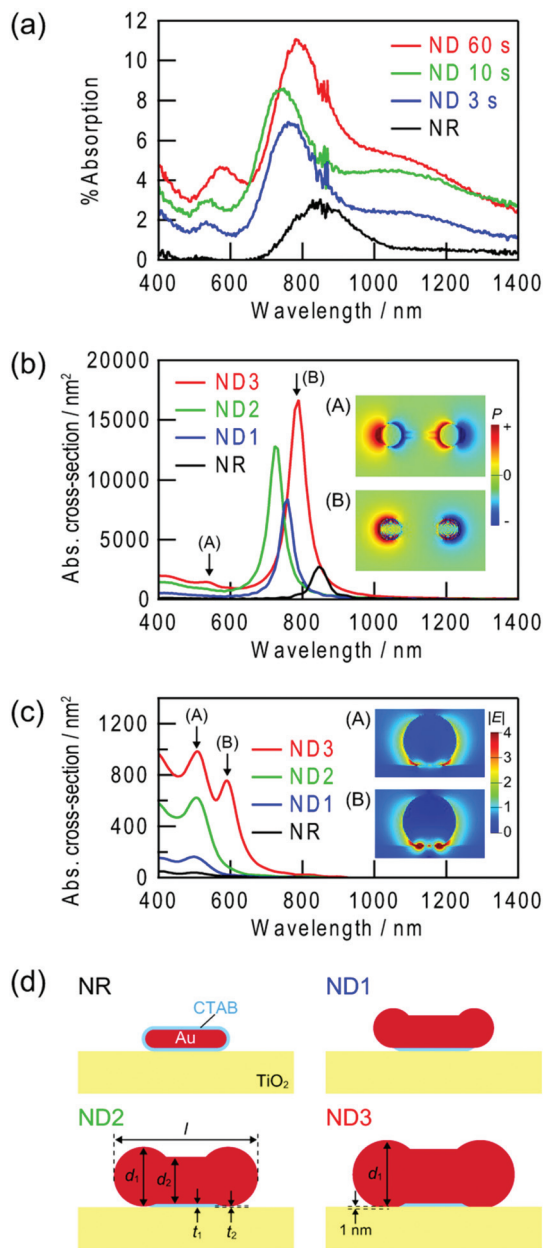 (a)
12
10
8
6
4
2
0
% Absorption
ND 60 s
ND 10 s
ND 3 s
NR
400 600 800 1000 1200 1400
Wavelength / nm
(b)
20000
15000
10000
5000
0
Abs. cross-section / nm²
ND3
ND2
ND1
NR
(A)
(B)
(A)
(B)
P
+
0
-
400 600 800 1000 1200 1400
Wavelength / nm
(c)
1200
900
600
400
0
Abs. cross-section / nm²
(A)
(B)
ND3
ND2
ND1
NR
(A)
(B)
|E|
4
3
2
1
0
400 600 800 1000 1200 1400
Wavelength / nm
(d)
NR
CTAB
Au
TiO₂
ND1
ND2
l
d₁
d₂
t₁
t₂
ND3
d₁
1 nm